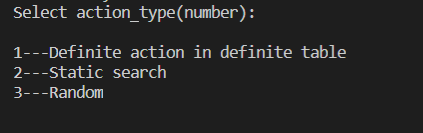 Select action_type(number):
1---Definite action in definite table
2---Static search
3---Random